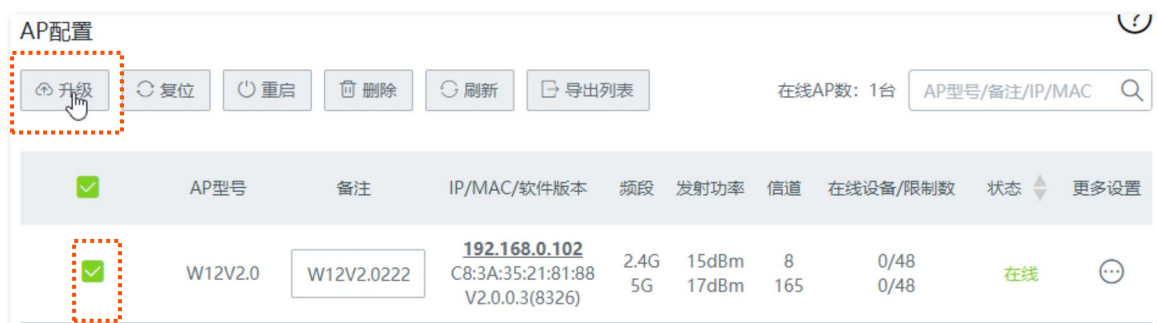 AP配置
升级 复位 重启 删除 刷新 导出列表 在线AP数：1台 AP型号/备注/IP/MAC
AP型号 备注 IP/MAC/软件版本 频段 发射功率 信道 在线设备/限制数 状态 更多设置
192.168.0.102
W12V2.0 W12V2.0222 C8:3A:35:21:81:88 2.4G 15dBm 8 0/48 在线
V2.0.0.3(8326) 5G 17dBm 165 0/48